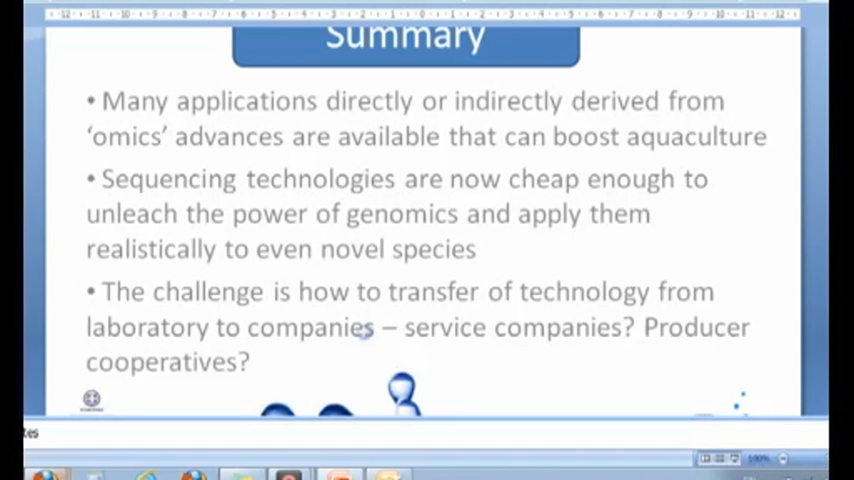 Summary
• Many applications directly or indirectly derived from
‘omics’ advances are available that can boost aquaculture
• Sequencing technologies are now cheap enough to
unleach the power of genomics and apply them
realistically to even novel species
• The challenge is how to transfer of technology from
laboratory to companies – service companies? Producer
cooperatives?
tes
100%